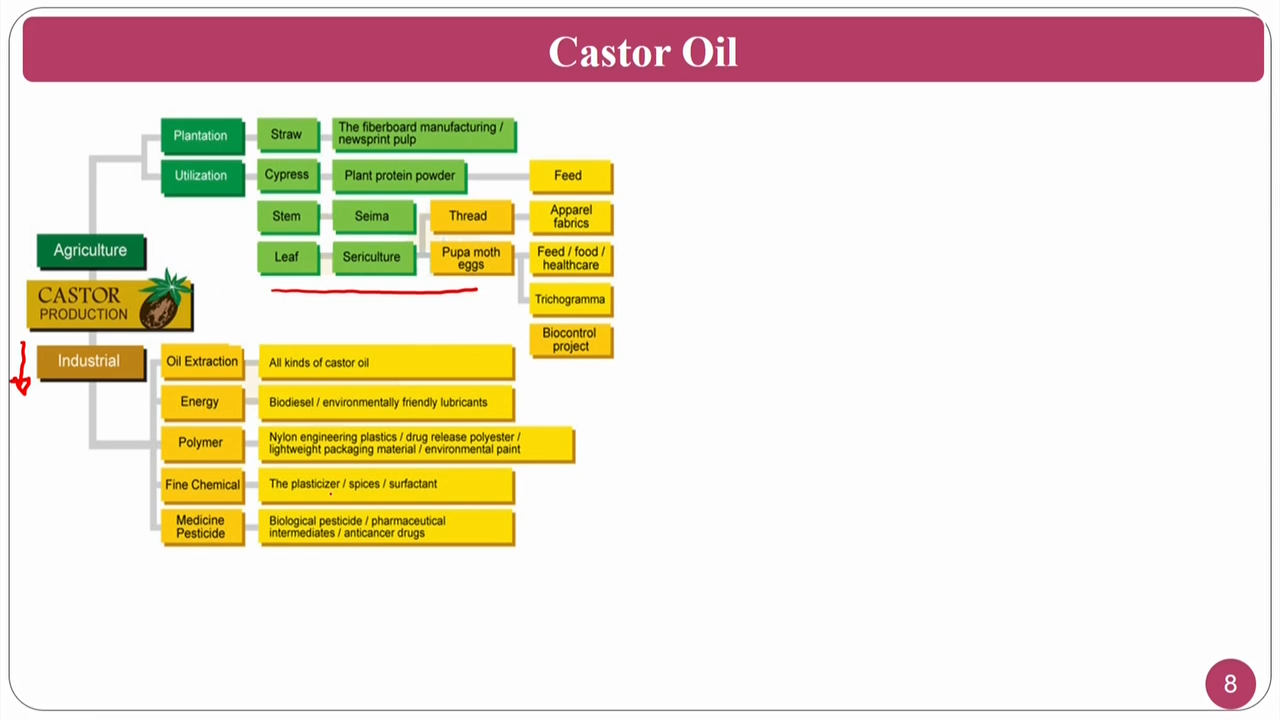 Castor Oil
Plantation
Straw
The fiberboard manufacturing /
newsprint pulp
Utilization
Cypress
Plant protein powder
Feed
Stem
Seima
Thread
Apparel
fabrics
Agriculture
Leaf
Sericulture
Pupa moth
eggs
Feed / food /
healthcare
CASTOR
PRODUCTION
Trichogramma
Biocontrol
project
Industrial
Oil Extraction
All kinds of castor oil
Energy
Biodiesel / environmentally friendly lubricants
Polymer
Nylon engineering plastics / drug release polyester /
lightweight packaging material / environmental paint
Fine Chemical
The plasticizer / spices / surfactant
Medicine
Pesticide
Biological pesticide / pharmaceutical
intermediates / anticancer drugs
8